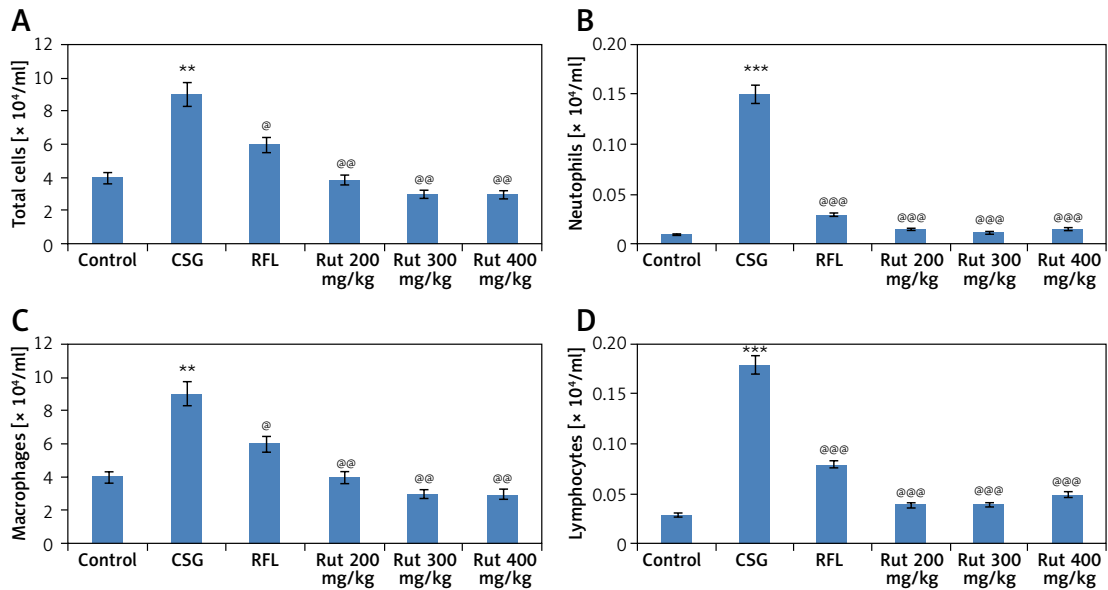 A
Total cells [× 10⁴/ml]
12
10
8
6
4
2
0
**
@
@@
@@
@@
Control CSG RFL Rut 200 Rut 300 Rut 400
mg/kg mg/kg mg/kg
B
Neutophils [× 10⁴/ml]
0.20
0.15
0.10
0.05
0
***
@@@
@@@
@@@
@@@
Control CSG RFL Rut 200 Rut 300 Rut 400
mg/kg mg/kg mg/kg
C
Macrophages [× 10⁴/ml]
12
10
8
6
4
2
0
**
@
@@
@@
@@
Control CSG RFL Rut 200 Rut 300 Rut 400
mg/kg mg/kg mg/kg
D
Lymphocytes [× 10⁴/ml]
0.20
0.15
0.10
0.05
0
***
@@@
@@@
@@@
@@@
Control CSG RFL Rut 200 Rut 300 Rut 400
mg/kg mg/kg mg/kg